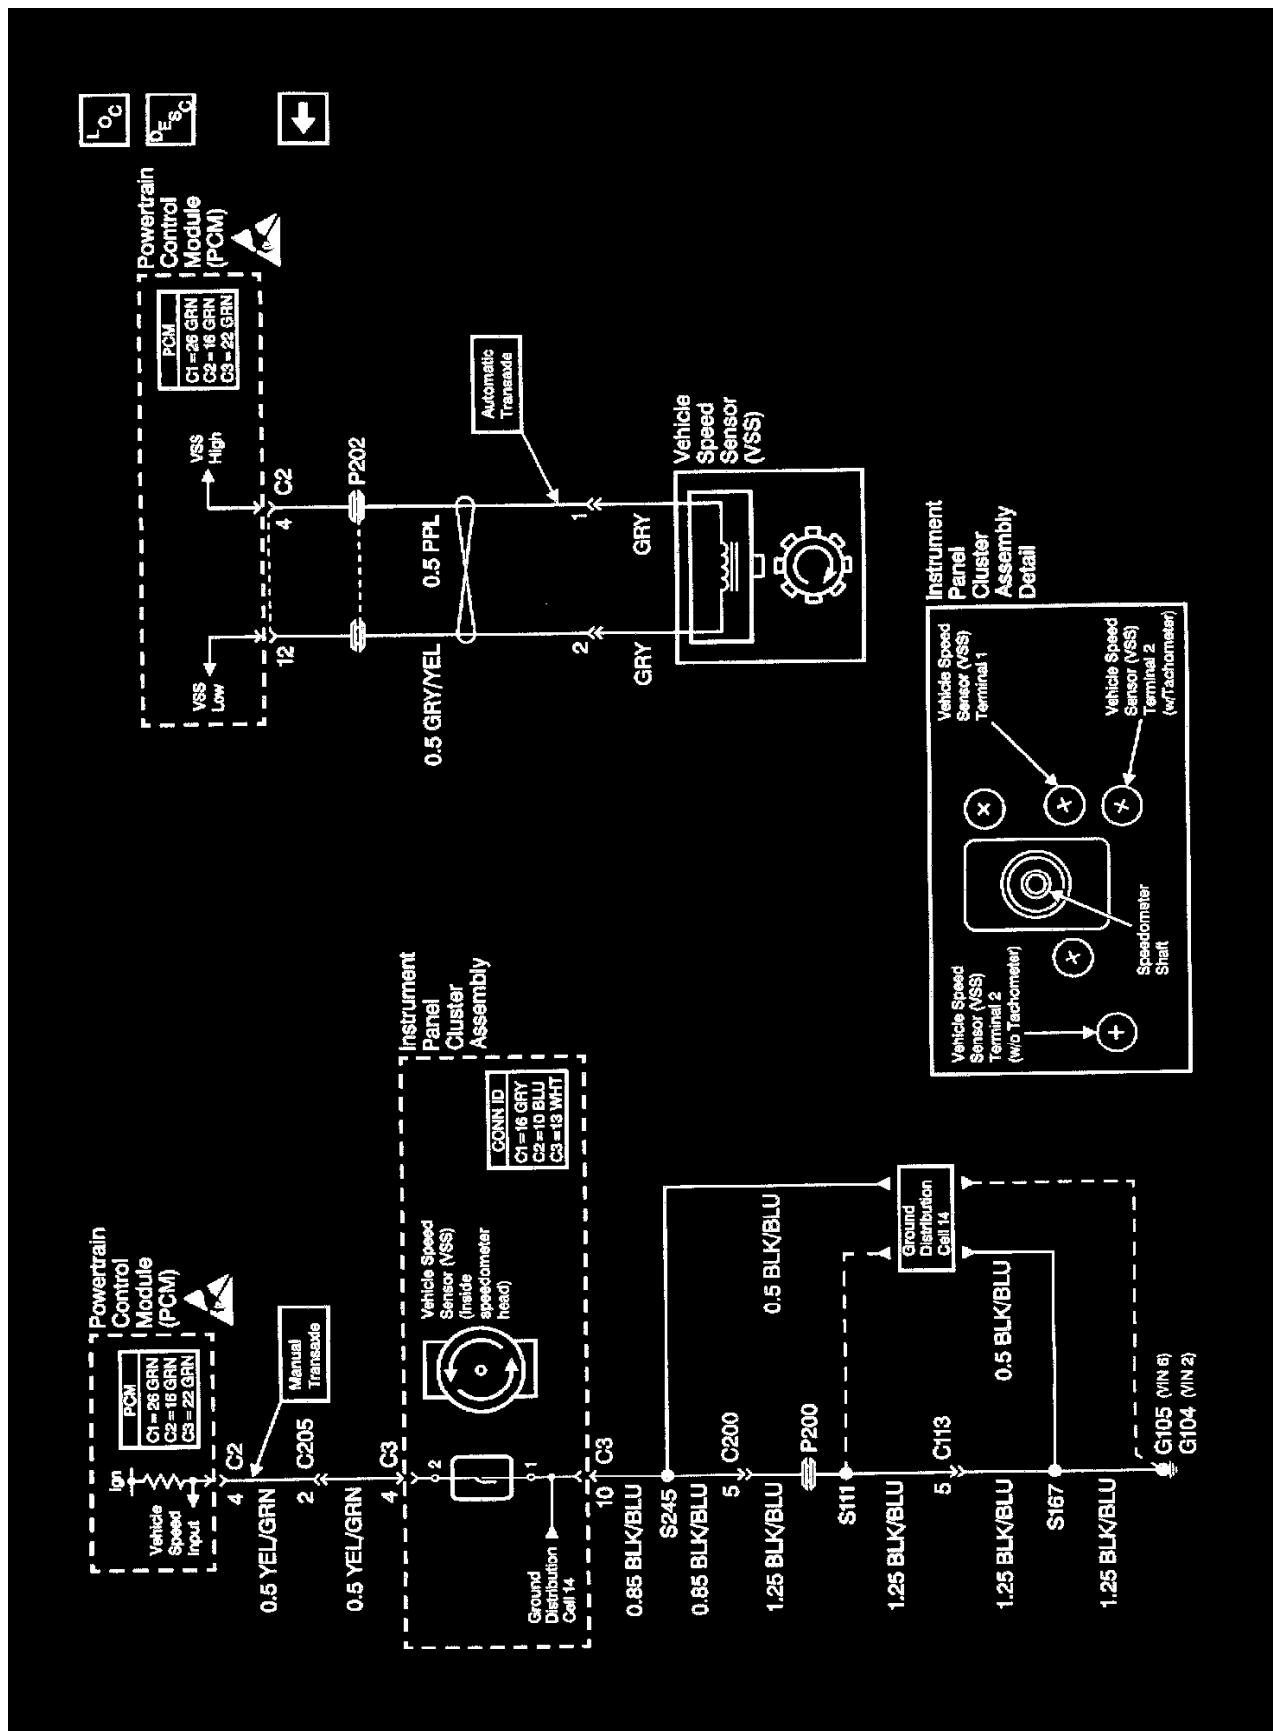 LOC
DESC
Powertrain
Control
Module
(PCM)
PCM
C1=26 GRN
C2=16 GRN
C3=22 GRN
Ign
Vehicle
Speed
Input
4
C2
0.5 YEL/GRN
Manual
Transaxle
2
C205
0.5 YEL/GRN
4
C3
Instrument
Panel
Cluster
Assembly
CONN ID
C1=16 GRY
C2=10 BLU
C3=13 WHT
Vehicle Speed
Sensor (VSS)
(Inside
speedometer
head)
2
1
Ground
Distribution
Cell 14
10
C3
0.85 BLK/BLU
S245
0.85 BLK/BLU
0.5 BLK/BLU
5
C200
1.25 BLK/BLU
P200
S111
Ground
Distribution
Cell 14
1.25 BLK/BLU
5
C113
1.25 BLK/BLU
0.5 BLK/BLU
S167
1.25 BLK/BLU
G105 (VIN 6)
G104 (VIN 2)
Powertrain
Control
Module
(PCM)
PCM
C1=26 GRN
C2=16 GRN
C3=22 GRN
VSS
Low
VSS
High
12
4
C2
P202
0.5 GRY/YEL
0.5 PPL
Automatic
Transaxle
2
1
GRY
GRY
Vehicle
Speed
Sensor
(VSS)
Instrument
Panel
Cluster
Assembly
Detail
Vehicle Speed
Sensor (VSS)
Terminal 2
(w/o Tachometer)
Vehicle Speed
Sensor (VSS)
Terminal 1
Vehicle Speed
Sensor (VSS)
Terminal 2
(w/Tachometer)
Speedometer
Shaft